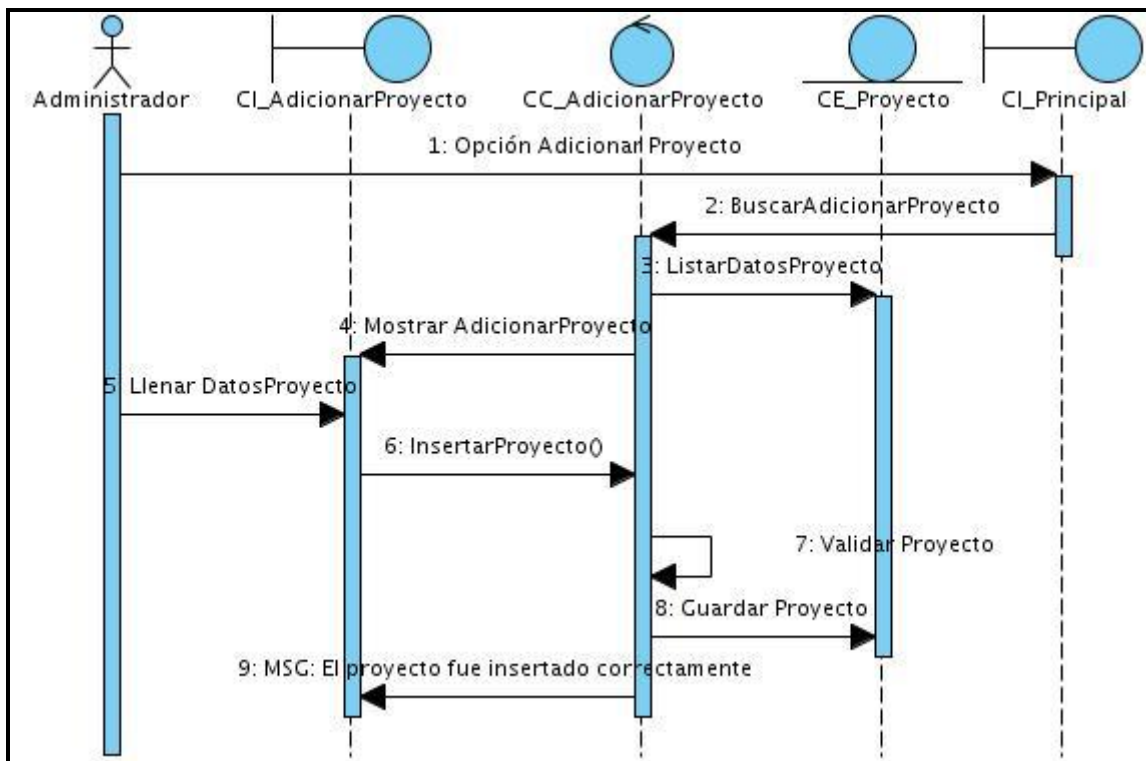 Administrador
CI_AdicionarProyecto
CC_AdicionarProyecto
CE_Proyecto
CI_Principal
1: Opción Adicionar Proyecto
2: BuscarAdicionarProyecto
3: ListarDatosProyecto
4: Mostrar AdicionarProyecto
5: Llenar DatosProyecto
6: InsertarProyecto()
7: Validar Proyecto
8: Guardar Proyecto
9: MSG: El proyecto fue insertado correctamente